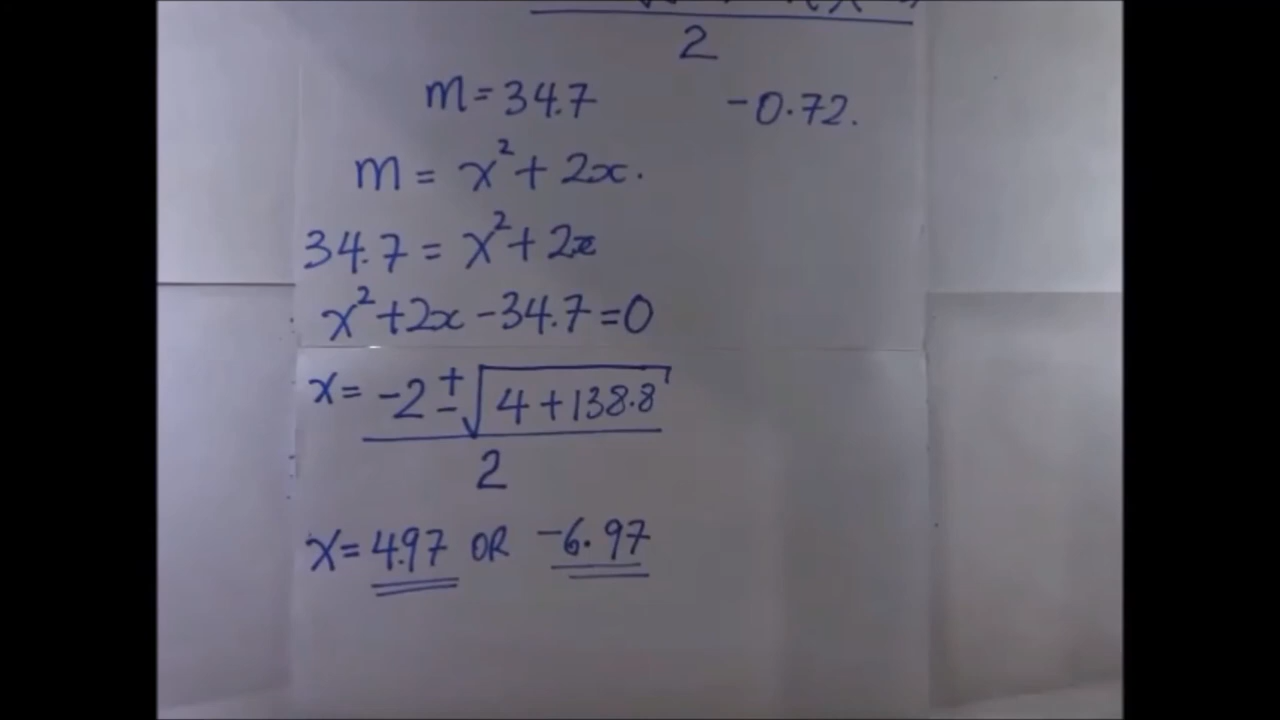 2
m = 34.7 -0.72.
m = x² + 2x.
34.7 = x² + 2x
x² + 2x - 34.7 = 0
x = -2 ± √4 + 138.8
2
x = 4.97 OR -6.97